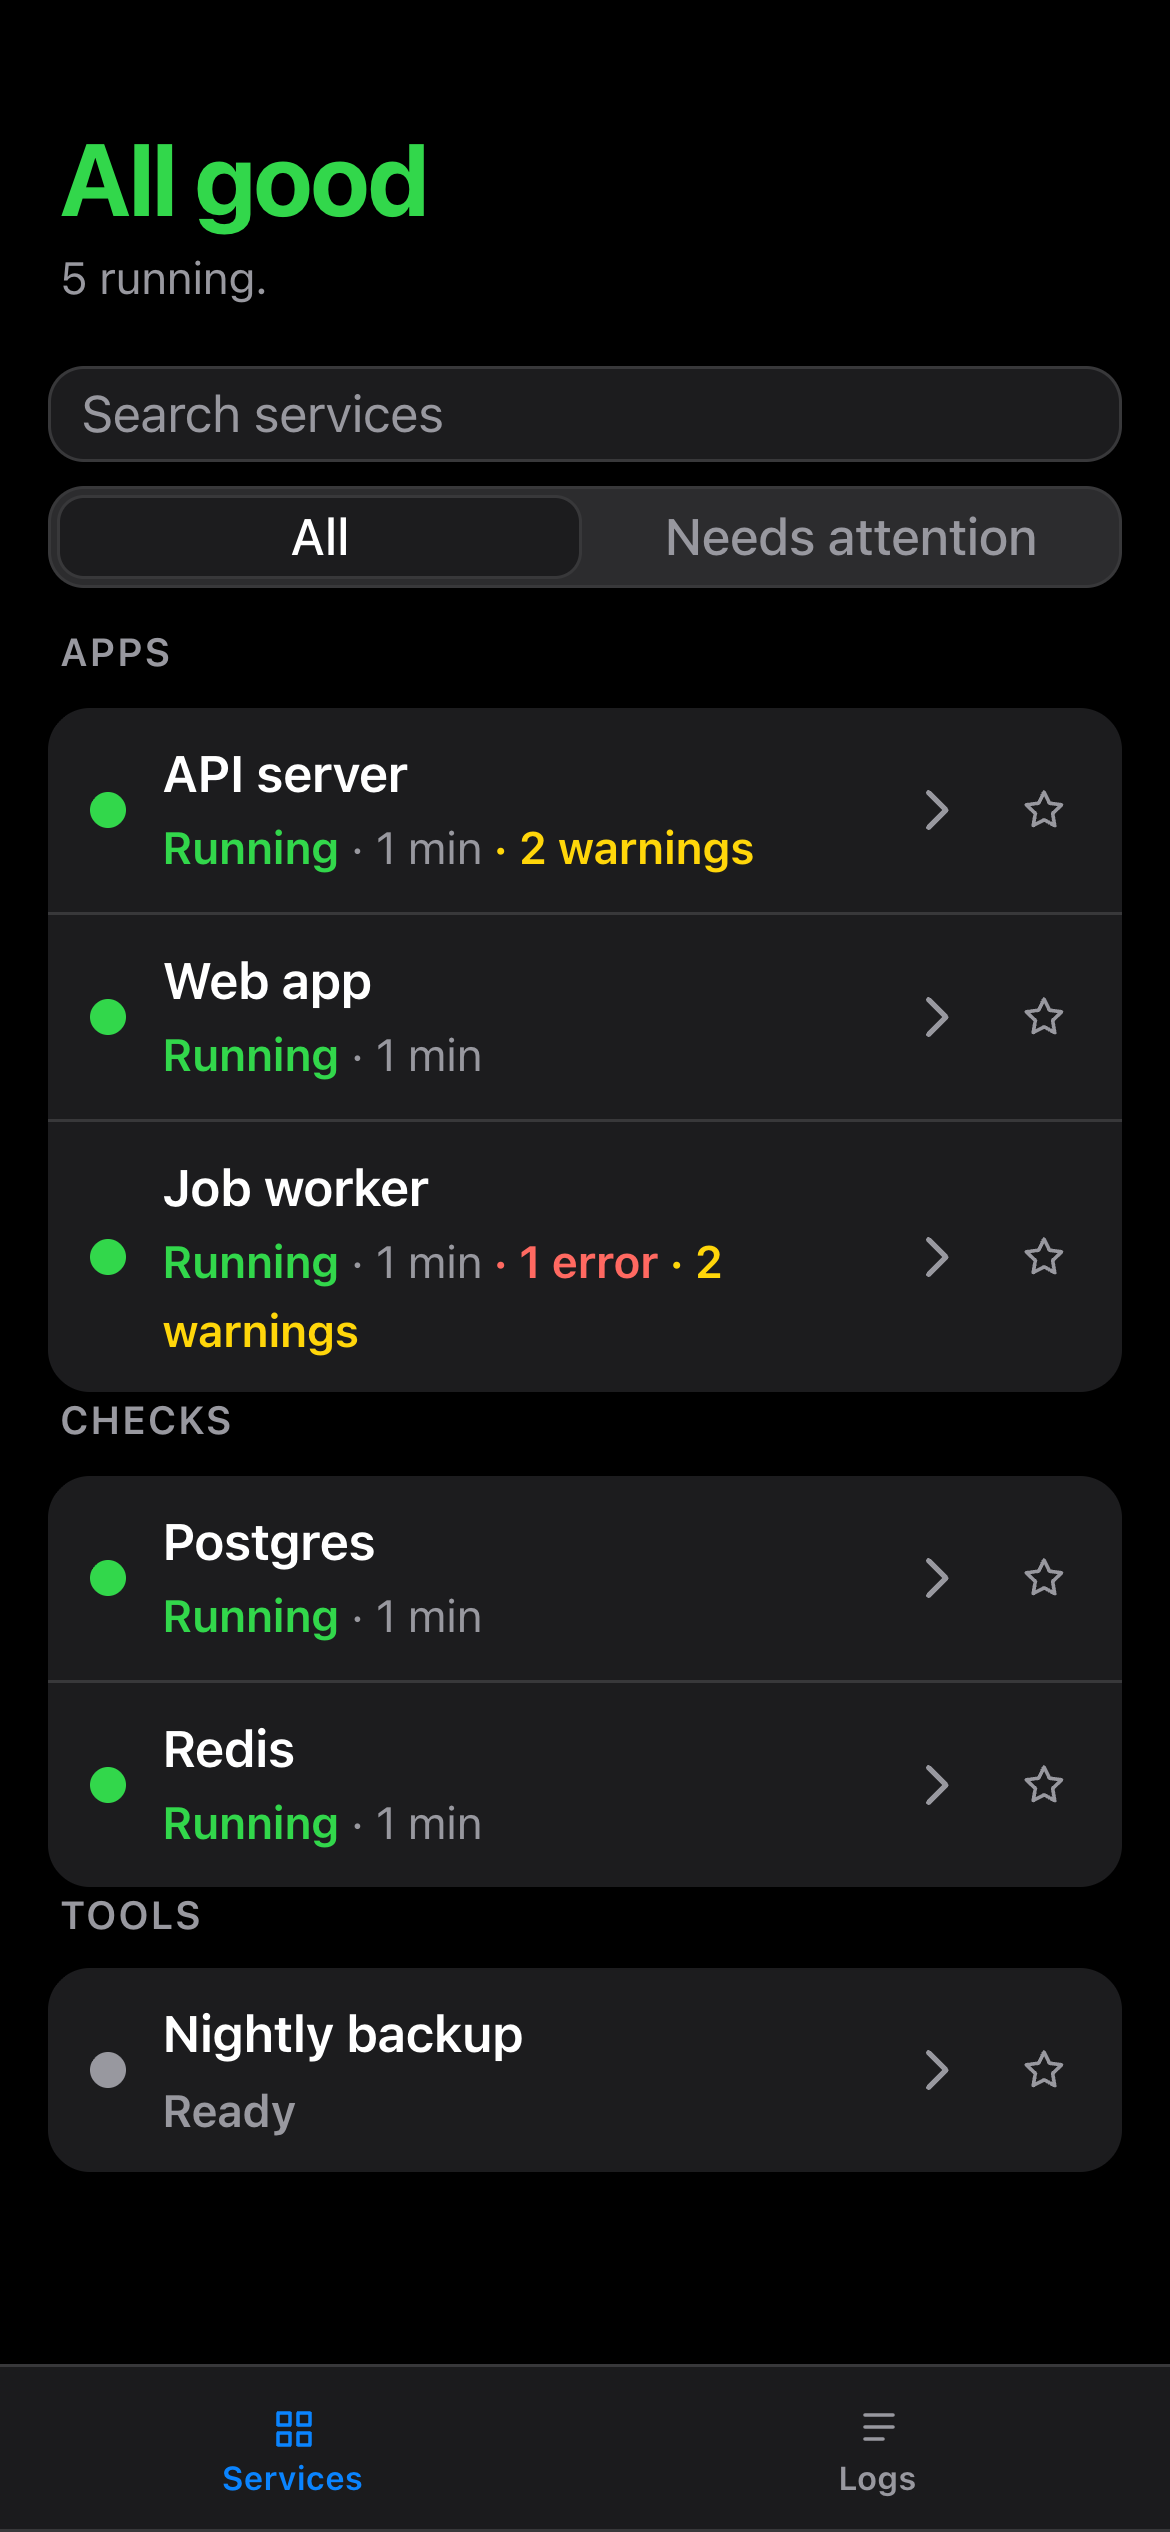 All good
5 running.
Search services
All
Needs attention
APPS
API server
Running · 1 min · 2 warnings
Web app
Running · 1 min
Job worker
Running · 1 min · 1 error · 2
warnings
CHECKS
Postgres
Running · 1 min
Redis
Running · 1 min
TOOLS
Nightly backup
Ready
Services
Logs